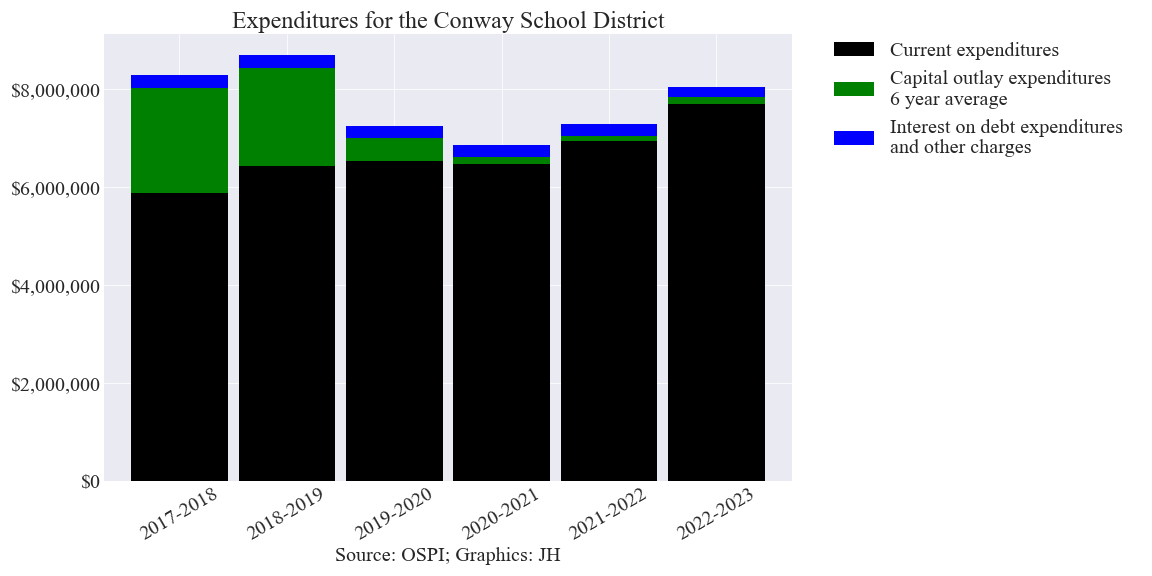 Expenditures for the Conway School District
$8,000,000
$6,000,000
$4,000,000
$2,000,000
$0
2017-2018
2018-2019
2019-2020
2020-2021
2021-2022
2022-2023
Source: OSPI; Graphics: JH
Current expenditures
Capital outlay expenditures
6 year average
Interest on debt expenditures
and other charges